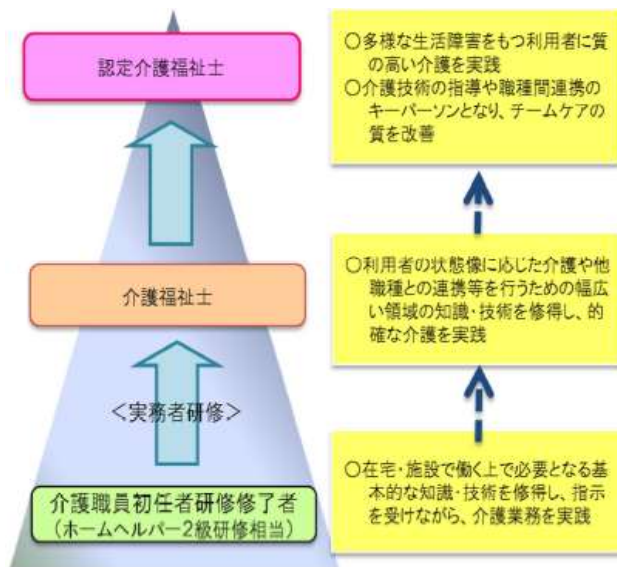 認定介護福祉士
○多様な生活障害をもつ利用者に質
の高い介護を実践
○介護技術の指導や職種間連携の
キーパーソンとなり、チームケアの
質を改善
介護福祉士
○利用者の状態像に応じた介護や他
職種との連携等を行うための幅広
い領域の知識・技術を修得し、的
確な介護を実践
＜実務者研修＞
介護職員初任者研修修了者
（ホームヘルパー2級研修相当）
○在宅・施設で働く上で必要となる基
本的な知識・技術を修得し、指示
を受けながら、介護業務を実践